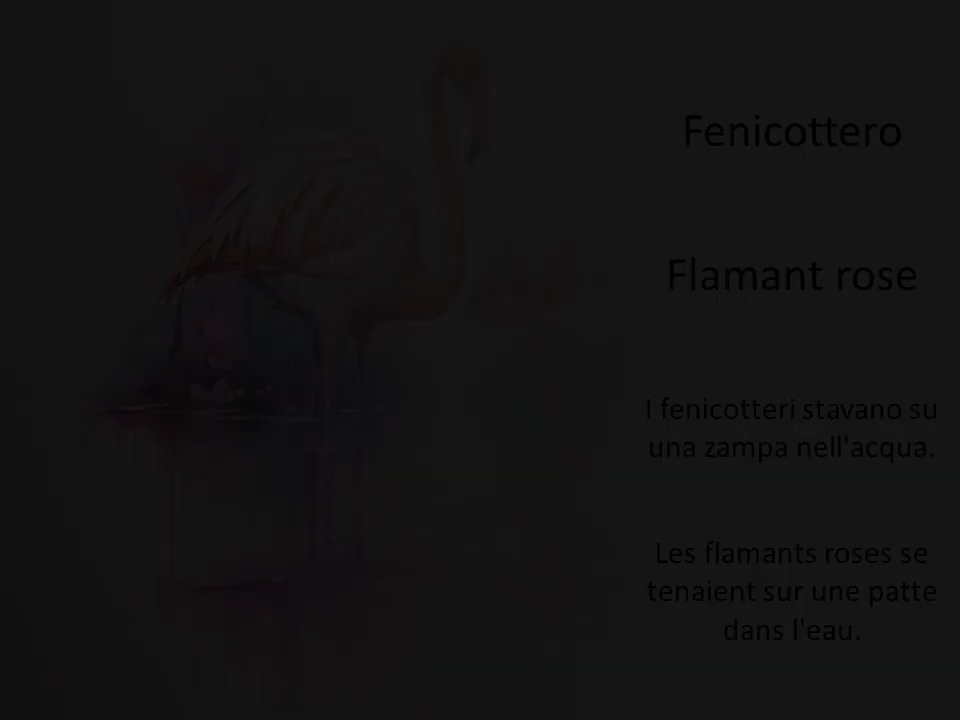 Fenicottero
Flamant rose
I fenicotteri stavano su
una zampa nell'acqua.
Les flamants roses se
tenaient sur une patte
dans l'eau.